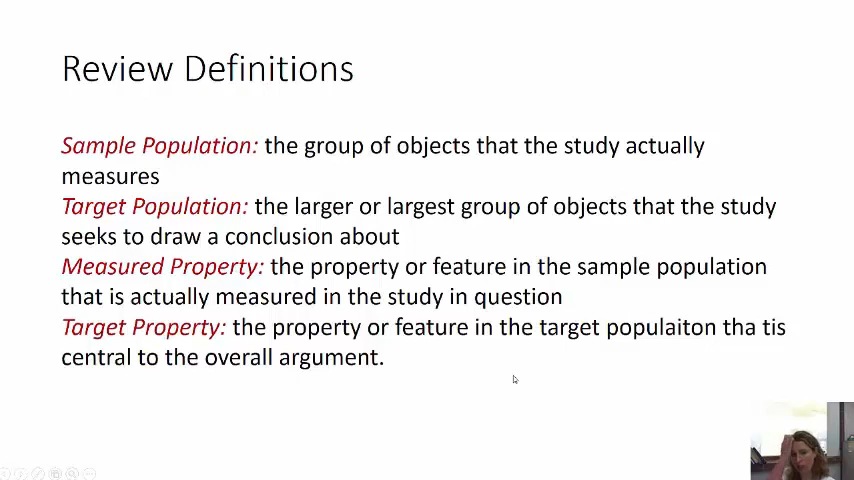 Review Definitions
Sample Population: the group of objects that the study actually
measures
Target Population: the larger or largest group of objects that the study
seeks to draw a conclusion about
Measured Property: the property or feature in the sample population
that is actually measured in the study in question
Target Property: the property or feature in the target populaiton tha tis
central to the overall argument.